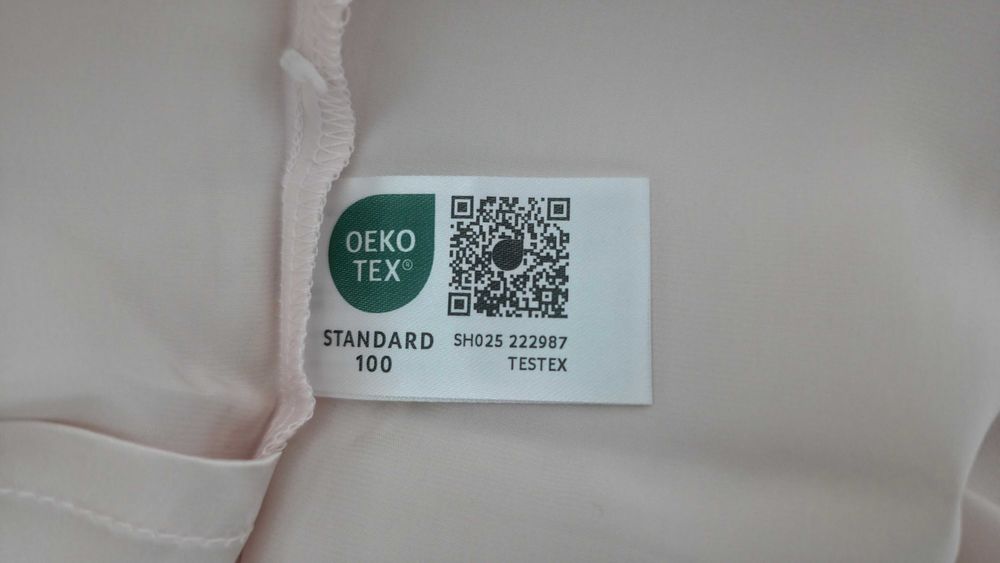 OEKO
TEX®
STANDARD
100
SH025 222987
TESTEX